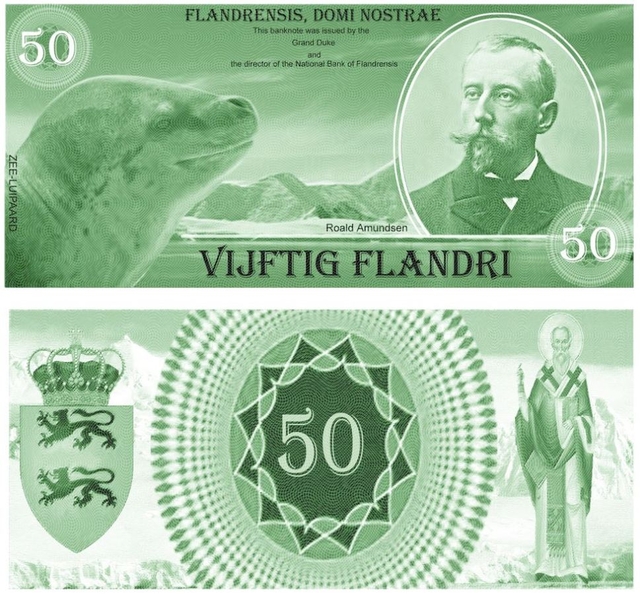 50
FLANDRENSIS, DOMI NOSTRAE
This banknote was issued by the
Grand Duke
and
the director of the National Bank of Flandrensis
ZEE-LUIPAARD
Roald Amundsen
50
VIJFTIG FLANDRI
50